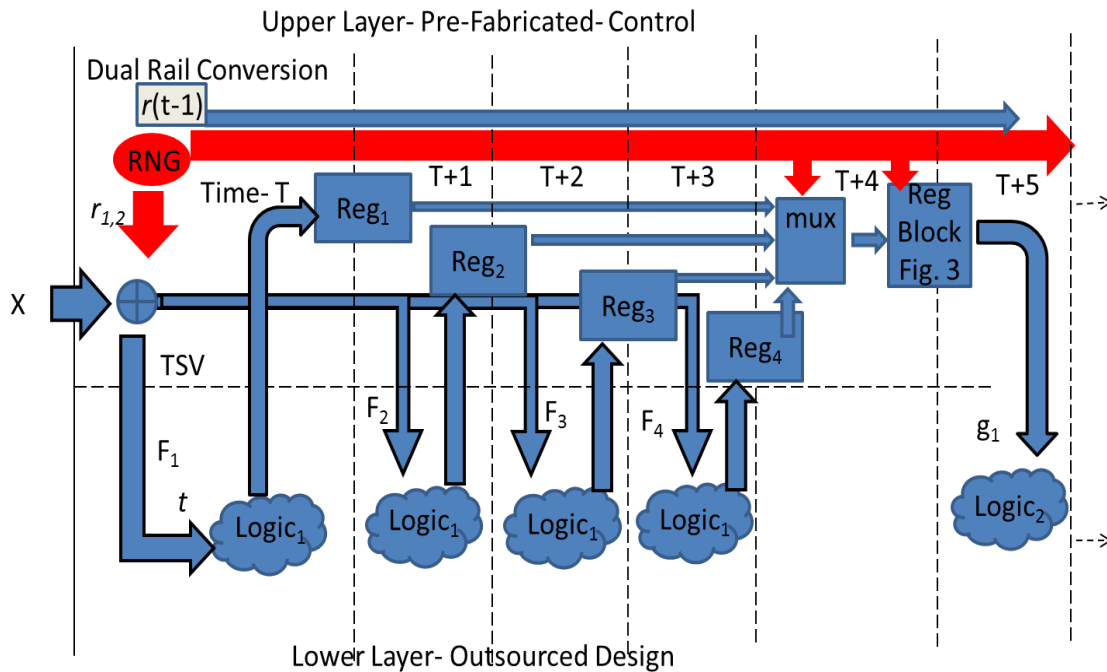 Upper Layer- Pre-Fabricated- Control
Dual Rail Conversion
r(t-1)
RNG
Time- T
T+1
T+2
T+3
T+4
T+5
r1,2
Reg1
Reg2
Reg3
Reg4
mux
Reg
Block
Fig. 3
X
TSV
F1
F2
F3
F4
g1
t
Logic1
Logic1
Logic1
Logic1
Logic2
Lower Layer- Outsourced Design